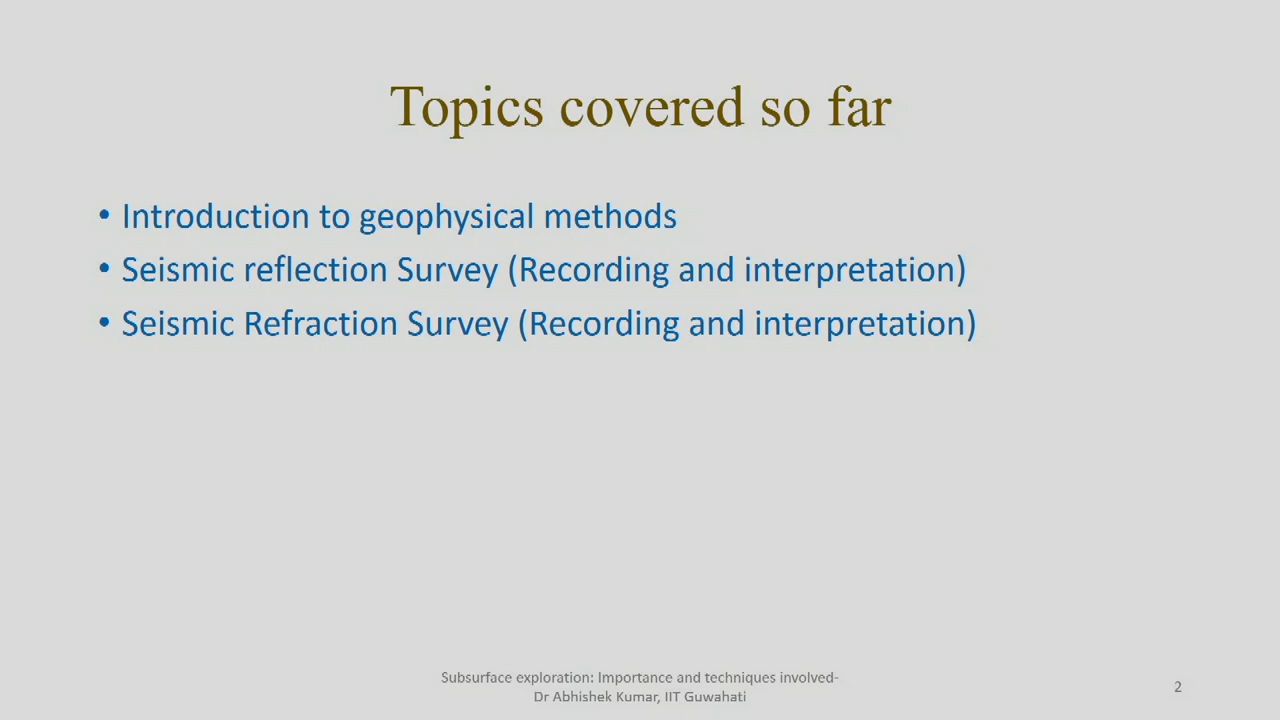 Topics covered so far
• Introduction to geophysical methods
• Seismic reflection Survey (Recording and interpretation)
• Seismic Refraction Survey (Recording and interpretation)
Subsurface exploration: Importance and techniques involved-
Dr Abhishek Kumar, IIT Guwahati
2